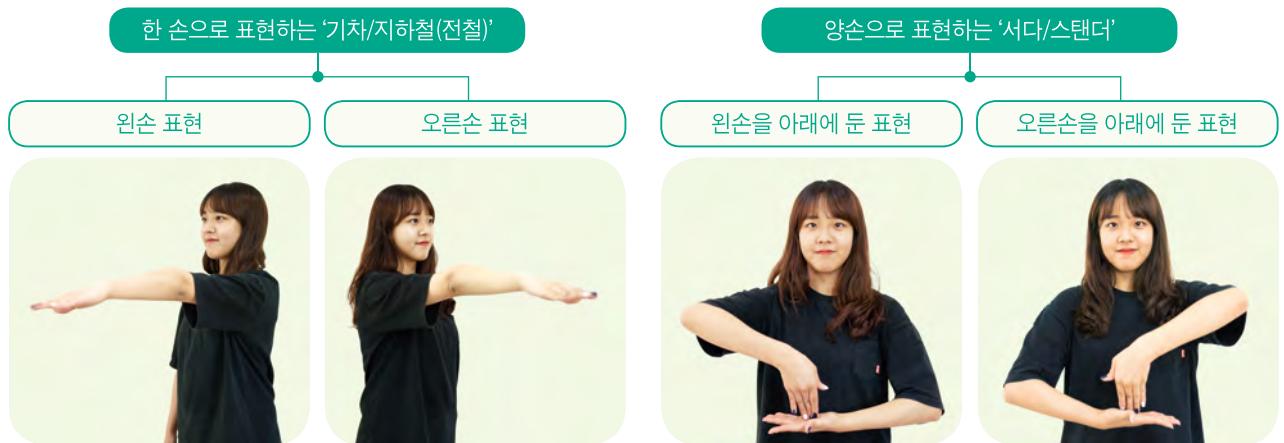 한 손으로 표현하는 ‘기차/지하철(전철)’
왼손 표현
오른손 표현
양손으로 표현하는 ‘서다/스탠더’
왼손을 아래에 둔 표현
오른손을 아래에 둔 표현